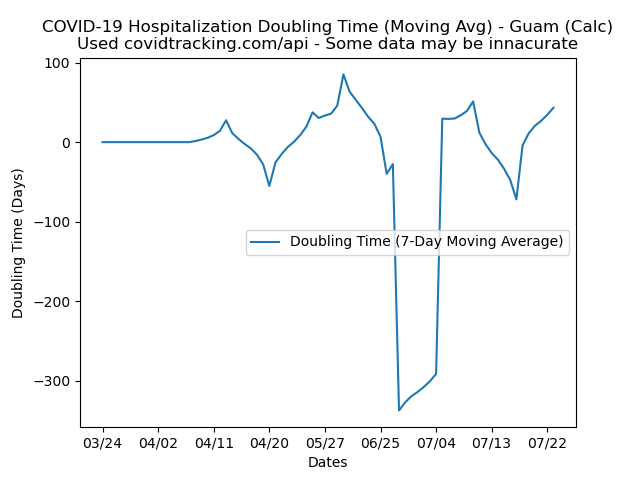 COVID-19 Hospitalization Doubling Time (Moving Avg) - Guam (Calc)
Used covidtracking.com/api - Some data may be innacurate
100
0
−100
−200
−300
Doubling Time (Days)
Doubling Time (7-Day Moving Average)
03/24 04/02 04/11 04/20 05/27 06/25 07/04 07/13 07/22
Dates